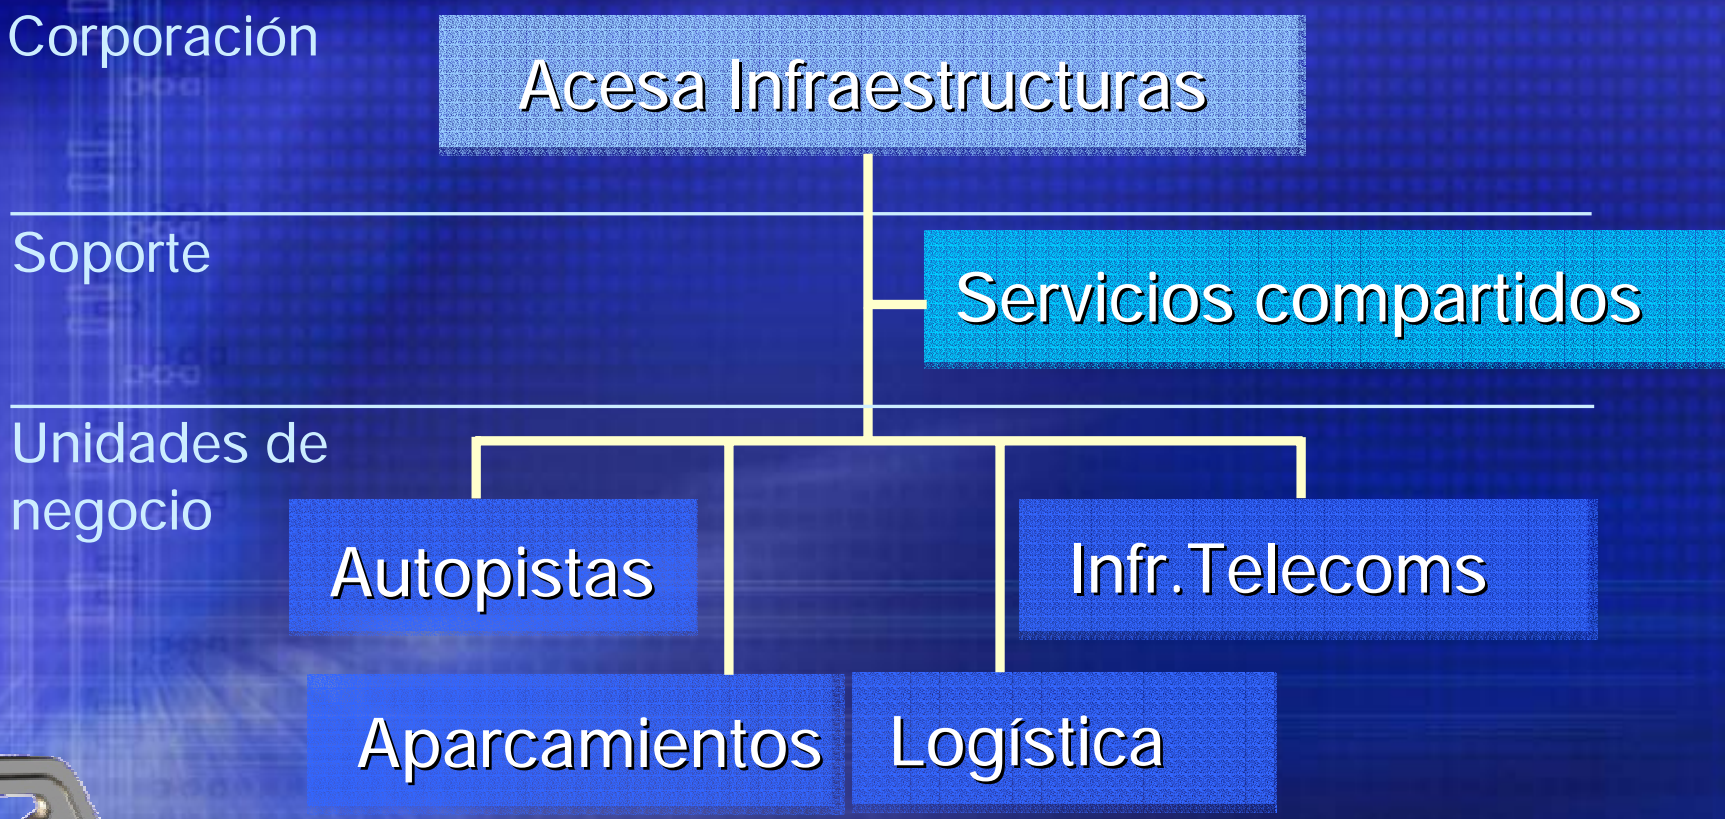 Corporación
Acesa Infraestructuras
Soporte
Servicios compartidos
Unidades de
negocio
Autopistas
Infr.Telecoms
Aparcamientos
Logística